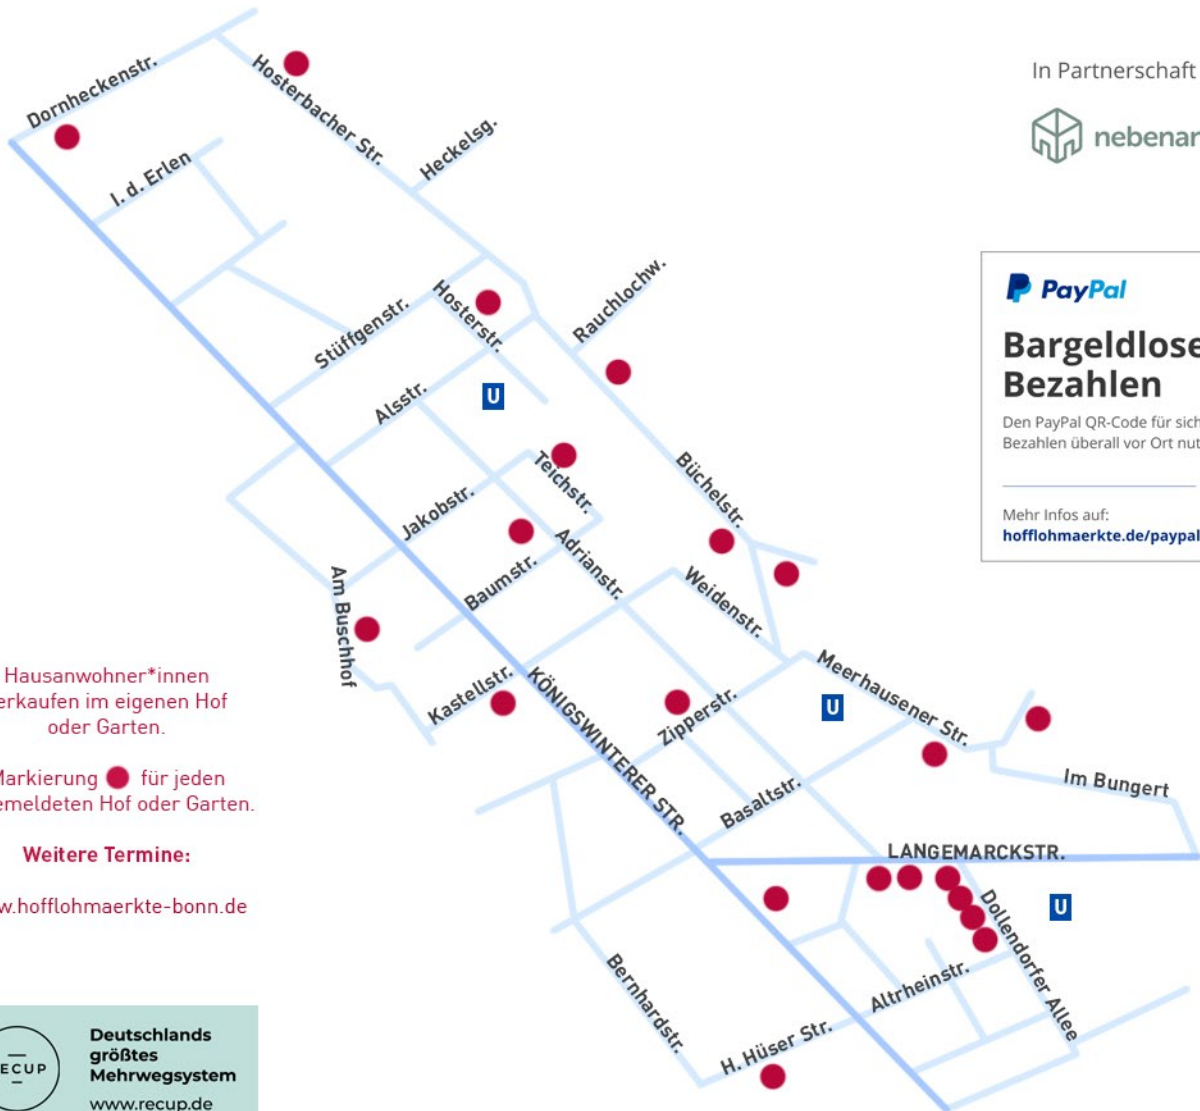 In Partnerschaft
Dornheckenstr.
Hosterbacher Str.
Heckelsg.
I. d. Erlen
Rauchlochw.
Hosterstr.
Stüffgenstr.
PayPal
Bargeldlose
Bezahlen
Den PayPal QR-Code für sich
Bezahlen überall vor Ort nut
Mehr Infos auf:
hofflohmaerkte.de/paypal
Alsstr.
U
Teichstr.
Büchelstr.
Jakobstr.
Adrianstr.
Baumstr.
Am Buschhof
Weidenstr.
Kastellstr.
KÖNIGSWINTERER STR.
Zipperstr.
U
Meerhausener Str.
Basaltstr.
Im Bungert
LANGEMARCKSTR.
U
Dollendorfer Allee
Altrheinstr.
Bernhardstr.
H. Hüser Str.
Hausanwohner*innen
erkaufen im eigenen Hof
oder Garten.
Markierung für jeden
emeldeten Hof oder Garten.
Weitere Termine:
w.hofflohmaerkte-bonn.de
ECUP
Deutschlands
größtes
Mehrwegsystem
www.recup.de
nebenan